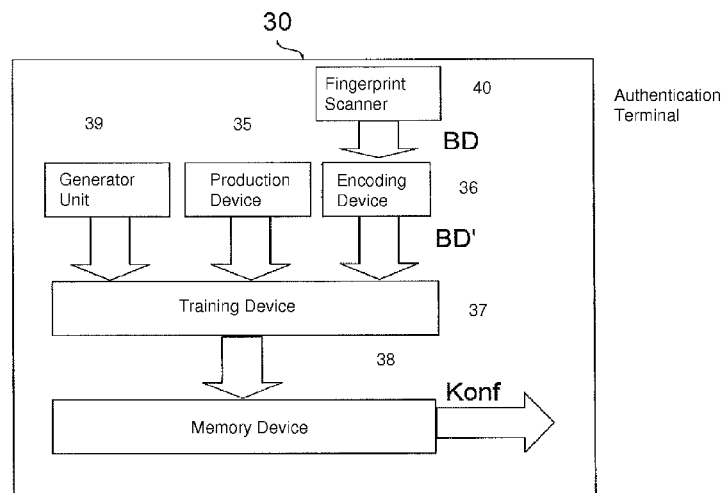 30
Fingerprint
Scanner
40
Authentication
Terminal
39
35
BD
Generator
Unit
Production
Device
Encoding
Device
36
BD'
Training Device
37
38
Konf
Memory Device